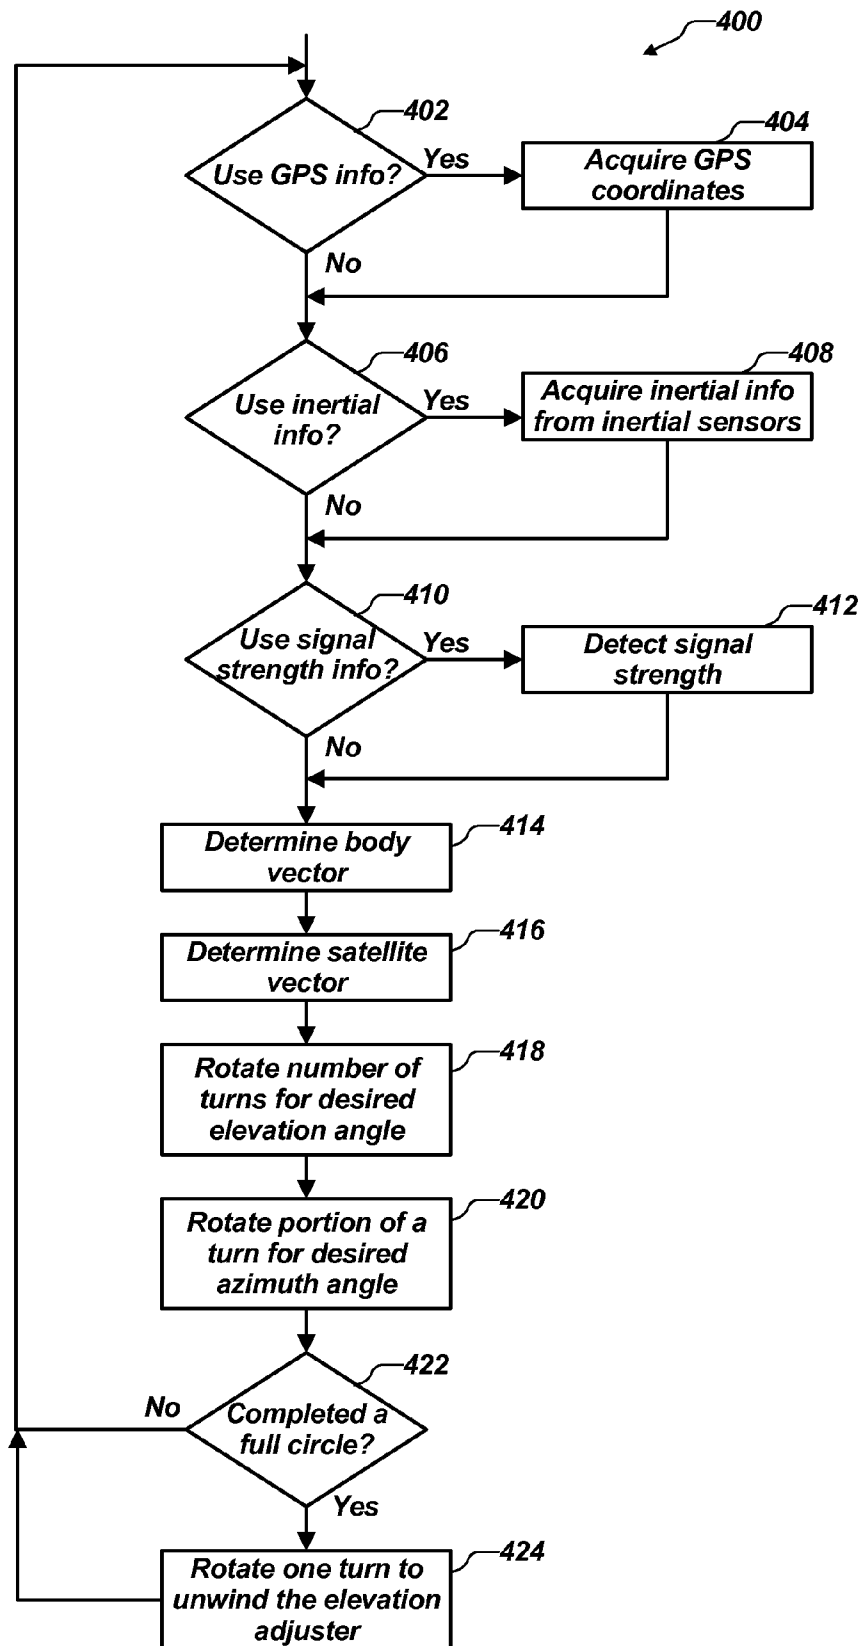 400
402
Use GPS info?
Yes
404
Acquire GPS
coordinates
No
406
Use inertial
info?
Yes
408
Acquire inertial info
from inertial sensors
No
410
Use signal
strength info?
Yes
412
Detect signal
strength
No
414
Determine body
vector
416
Determine satellite
vector
418
Rotate number of
turns for desired
elevation angle
420
Rotate portion of a
turn for desired
azimuth angle
422
No
Completed a
full circle?
Yes
424
Rotate one turn to
unwind the elevation
adjuster